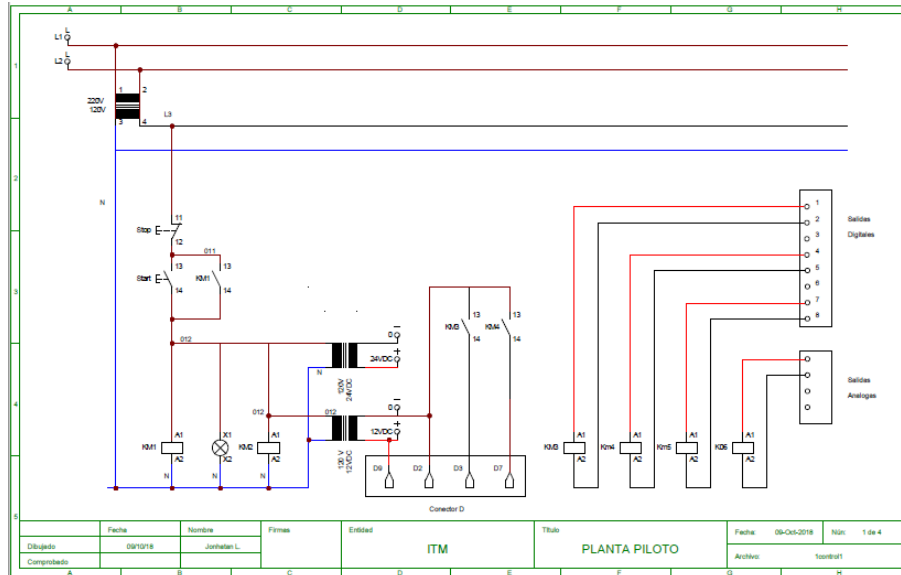 A B C D E F G H
L1 L
L2 L
1
1 2
220V
120V
3 4
L3
2
N
11
Stop
12
011
13 13
Start KM1
14 14
3
012
0 −
+
24VDC
N
120V
24VDC
13 13
KM3 KM4
14 14
4
012 012
0 −
+
12VDC
120 V
12VDC
A1 X1 A1
KM1 KM2
A2 X2 A2
N N N
D9 D2 D3 D7
Conector D
1
2
3
4
5
6
7
8
Salidas
Digitales
Salidas
Analogas
A1 A1 A1 A1
KM3 Km4 Km5 K06
A2 A2 A2 A2
5
Fecha Nombre Firmas Entidad Título Fecha: 09-Oct-2018 Núm: 1 de 4
Dibujado 09/10/18 Jonhatan L. ITM PLANTA PILOTO
Comprobado Archivo: 1control1
A B C D E F G H